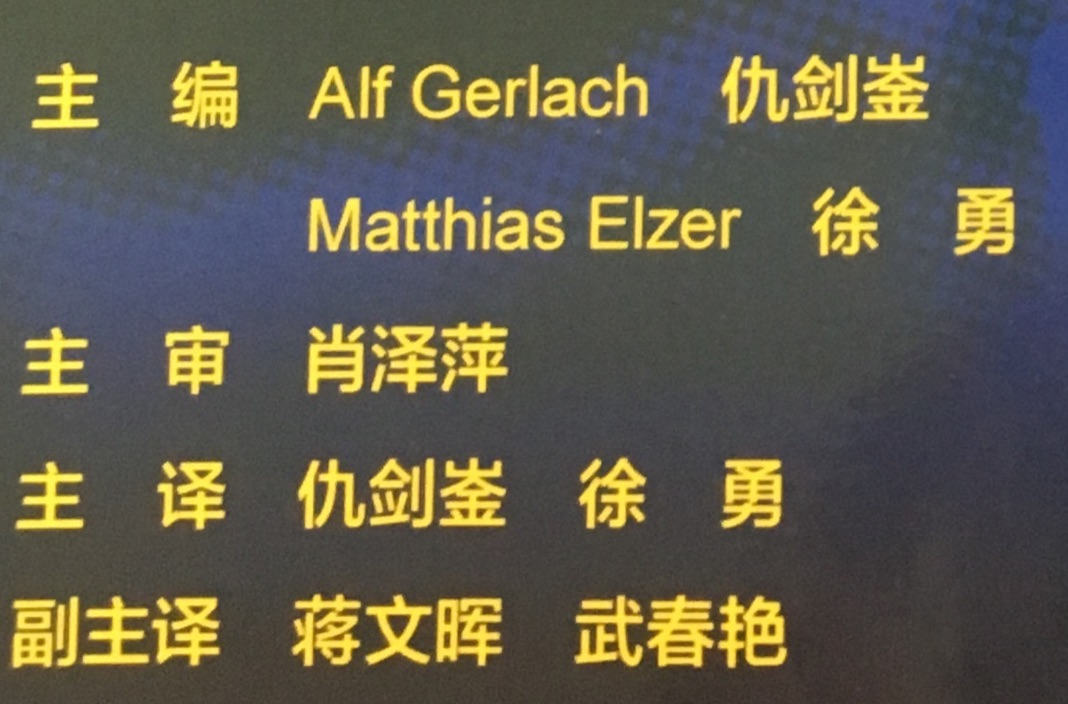 主 编 Alf Gerlach 仇剑崟
Matthias Elzer 徐 勇
主 审 肖泽萍
主 译 仇剑崟 徐 勇
副主译 蒋文晖 武春艳